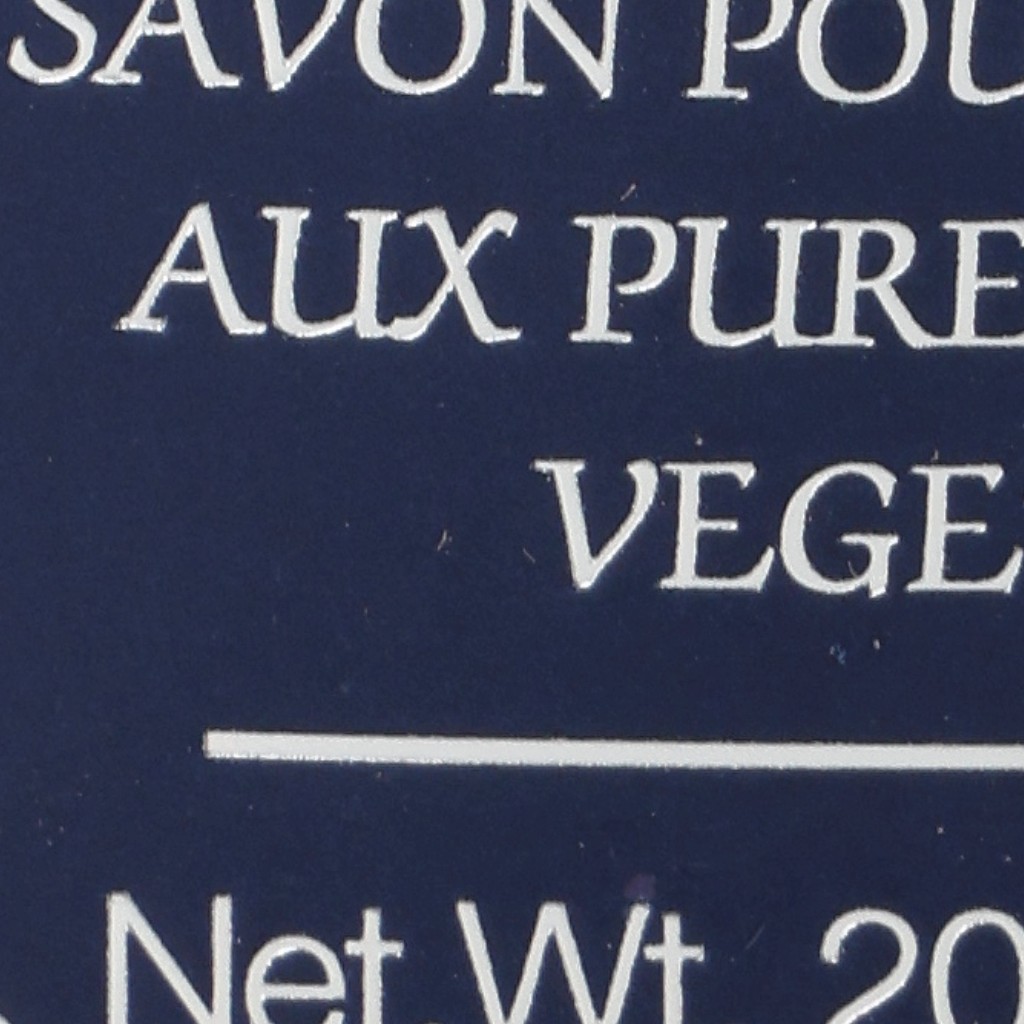 SAVON POU
AUX PURE
VEGE
Net Wt 20